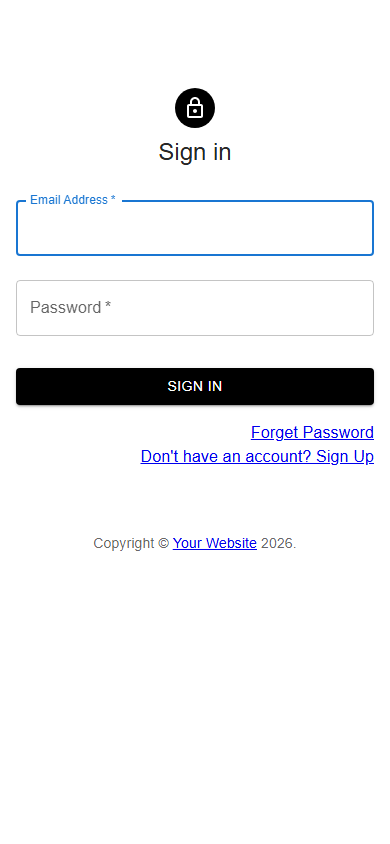 Sign in
Email Address *
Password *
SIGN IN
Forget Password
Don't have an account? Sign Up
Copyright © Your Website 2026.